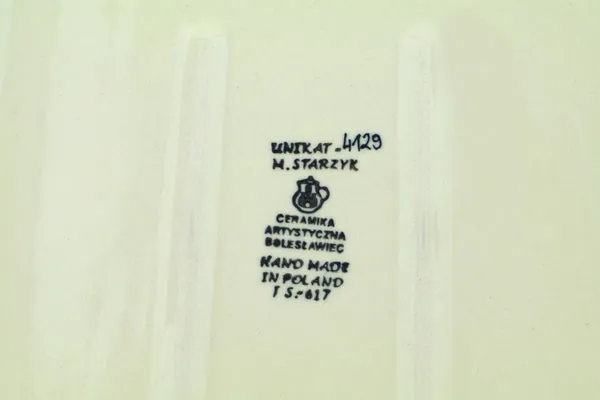 UNIKAT-4129
M. STARZYK
CERAMIKA
ARTYSTYCZNA
BOLESŁAWIEC
HAND MADE
IN POLAND
T S.-617